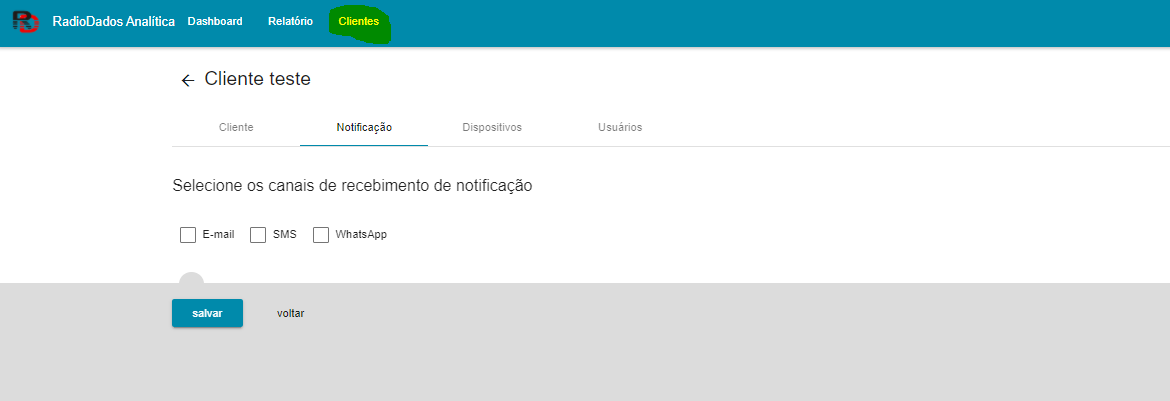 RadioDados Analítica Dashboard Relatório Clientes
Cliente teste
Cliente Notificação Dispositivos Usuários
Selecione os canais de recebimento de notificação
E-mail SMS WhatsApp
salvar voltar